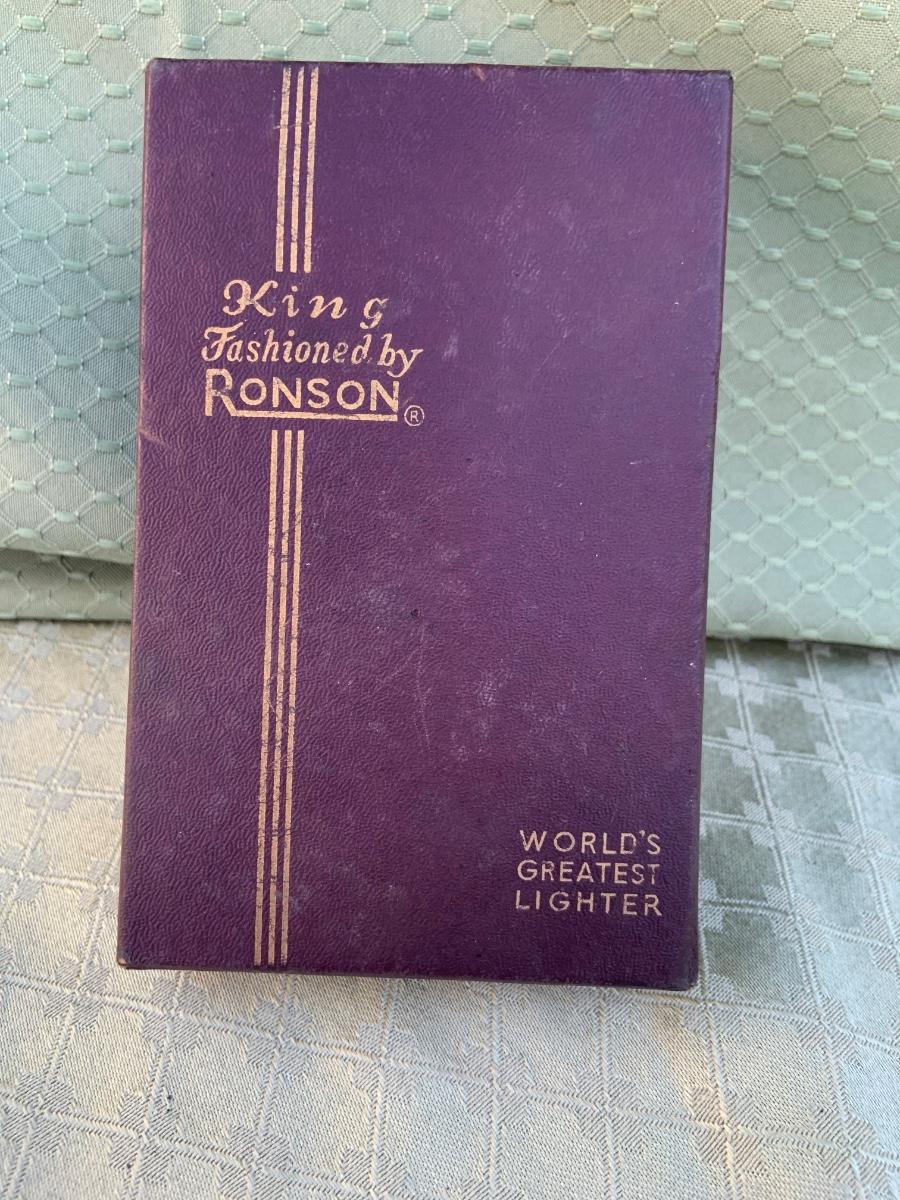 King
Fashioned by
RONSON®
WORLD'S
GREATEST
LIGHTER